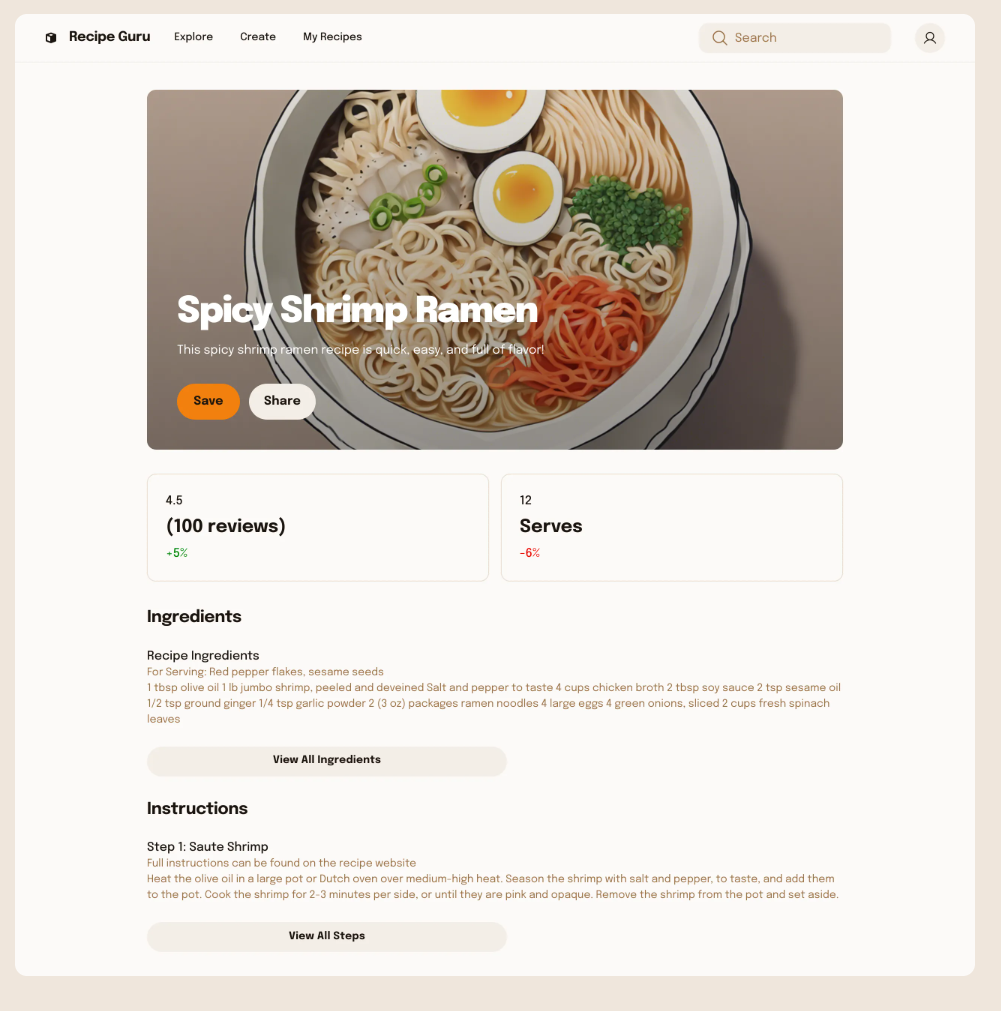 Recipe Guru
Explore
Create
My Recipes
Search
Spicy Shrimp Ramen
This spicy shrimp ramen recipe is quick, easy, and full of flavor!
Save
Share
4.5
(100 reviews)
+5%
12
Serves
-6%
Ingredients
Recipe Ingredients
For Serving: Red pepper flakes, sesame seeds
1 tbsp olive oil 1 lb jumbo shrimp, peeled and deveined Salt and pepper to taste 4 cups chicken broth 2 tbsp soy sauce 2 tsp sesame oil
1/2 tsp ground ginger 1/4 tsp garlic powder 2 (3 oz) packages ramen noodles 4 large eggs 4 green onions, sliced 2 cups fresh spinach
leaves
View All Ingredients
Instructions
Step 1: Saute Shrimp
Full instructions can be found on the recipe website
Heat the olive oil in a large pot or Dutch oven over medium-high heat. Season the shrimp with salt and pepper, to taste, and add them
to the pot. Cook the shrimp for 2-3 minutes per side, or until they are pink and opaque. Remove the shrimp from the pot and set aside.
View All Steps